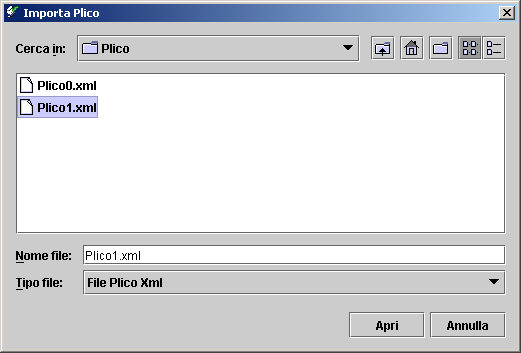 Importa Plico
Cerca in: Plico
Plico0.xml
Plico1.xml
Nome file: Plico1.xml
Tipo file: File Plico Xml
Apri Annulla